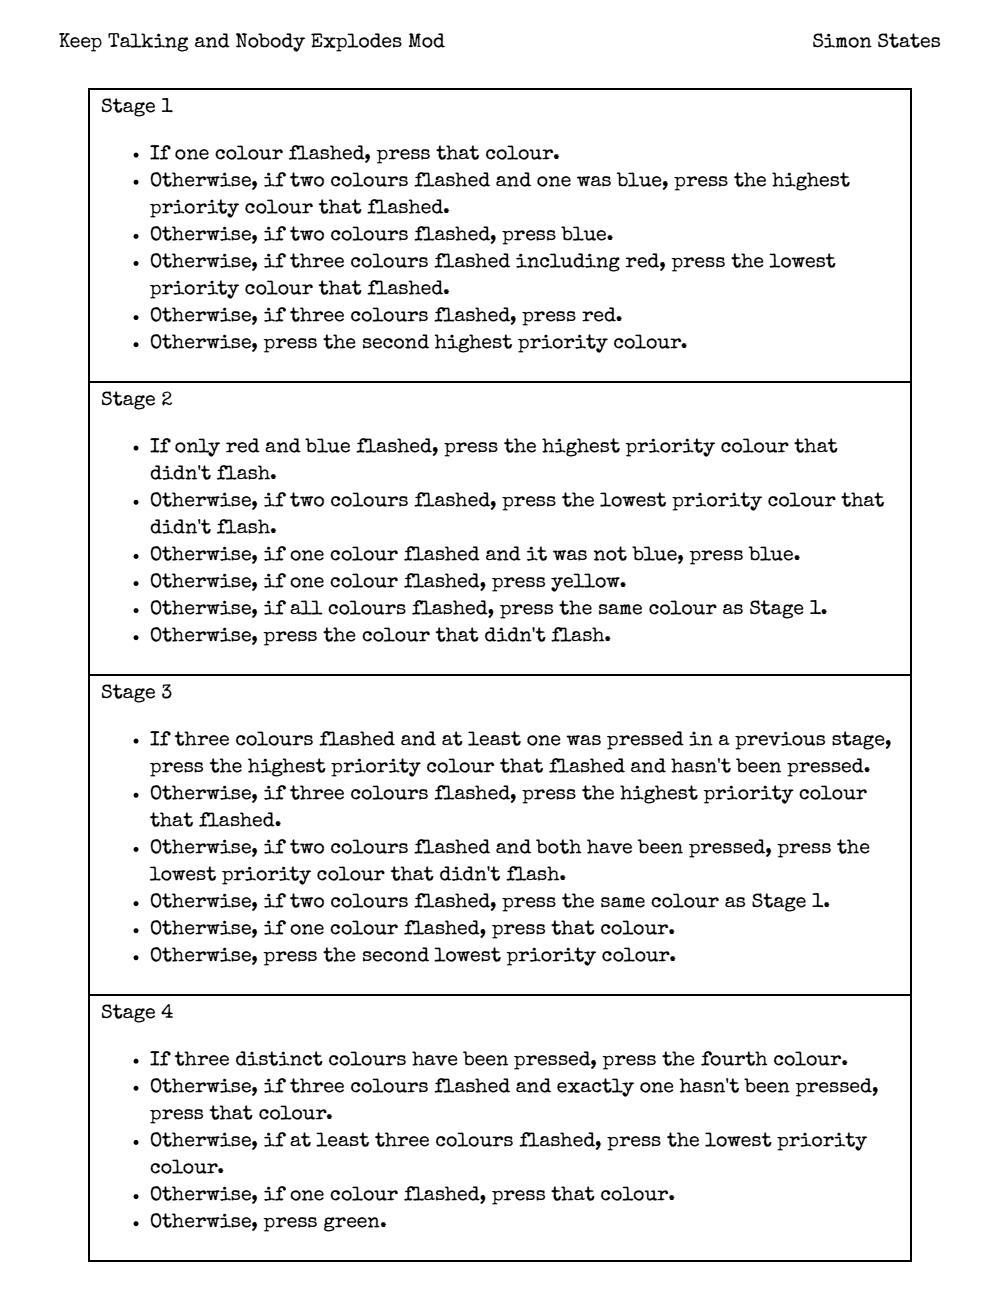 Keep Talking and Nobody Explodes Mod
Simon States
Stage 1
• If one colour flashed, press that colour.
• Otherwise, if two colours flashed and one was blue, press the highest
priority colour that flashed.
• Otherwise, if two colours flashed, press blue.
• Otherwise, if three colours flashed including red, press the lowest
priority colour that flashed.
• Otherwise, if three colours flashed, press red.
• Otherwise, press the second highest priority colour.
Stage 2
• If only red and blue flashed, press the highest priority colour that
didn't flash.
• Otherwise, if two colours flashed, press the lowest priority colour that
didn't flash.
• Otherwise, if one colour flashed and it was not blue, press blue.
• Otherwise, if one colour flashed, press yellow.
• Otherwise, if all colours flashed, press the same colour as Stage 1.
• Otherwise, press the colour that didn't flash.
Stage 3
• If three colours flashed and at least one was pressed in a previous stage,
press the highest priority colour that flashed and hasn't been pressed.
• Otherwise, if three colours flashed, press the highest priority colour
that flashed.
• Otherwise, if two colours flashed and both have been pressed, press the
lowest priority colour that didn't flash.
• Otherwise, if two colours flashed, press the same colour as Stage 1.
• Otherwise, if one colour flashed, press that colour.
• Otherwise, press the second lowest priority colour.
Stage 4
• If three distinct colours have been pressed, press the fourth colour.
• Otherwise, if three colours flashed and exactly one hasn't been pressed,
press that colour.
• Otherwise, if at least three colours flashed, press the lowest priority
colour.
• Otherwise, if one colour flashed, press that colour.
• Otherwise, press green.